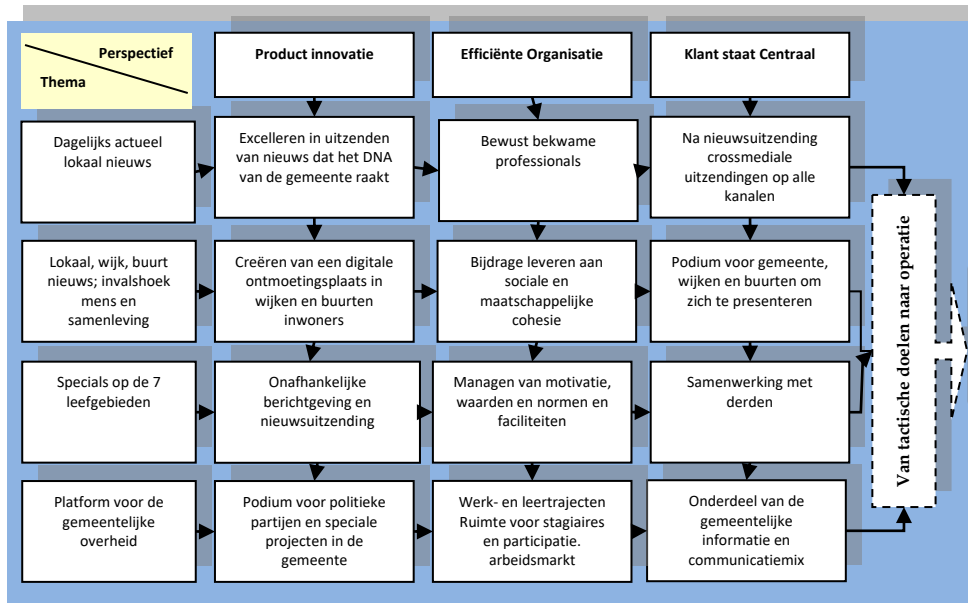 Perspectief
Thema
Product innovatie
Efficiënte Organisatie
Klant staat Centraal
Dagelijks actueel
lokaal nieuws
Excelleren in uitzenden
van nieuws dat het DNA
van de gemeente raakt
Bewust bekwame
professionals
Na nieuwsuitzending
crossmediale
uitzendingen op alle
kanalen
Lokaal, wijk, buurt
nieuws; invalshoek
mens en
samenleving
Creëren van een digitale
ontmoetingsplaats in
wijken en buurten
inwoners
Bijdrage leveren aan
sociale en
maatschappelijke
cohesie
Podium voor gemeente,
wijken en buurten om
zich te presenteren
Specials op de 7
leefgebieden
Onafhankelijke
berichtgeving en
nieuwsuitzending
Managen van motivatie,
waarden en normen en
faciliteiten
Samenwerking met
derden
Platform voor de
gemeentelijke
overheid
Podium voor politieke
partijen en speciale
projecten in de
gemeente
Werk- en leertrajecten
Ruimte voor stagiaires
en participatie.
arbeidsmarkt
Onderdeel van de
gemeentelijke
informatie en
communicatiemix
Van tactische doelen naar operatie